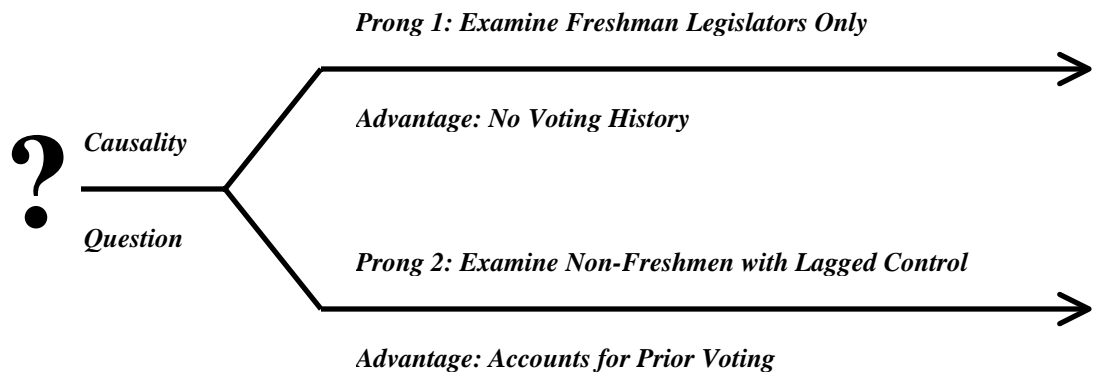 Prong 1: Examine Freshman Legislators Only
Advantage: No Voting History
?
Causality
Question
Prong 2: Examine Non-Freshmen with Lagged Control
Advantage: Accounts for Prior Voting